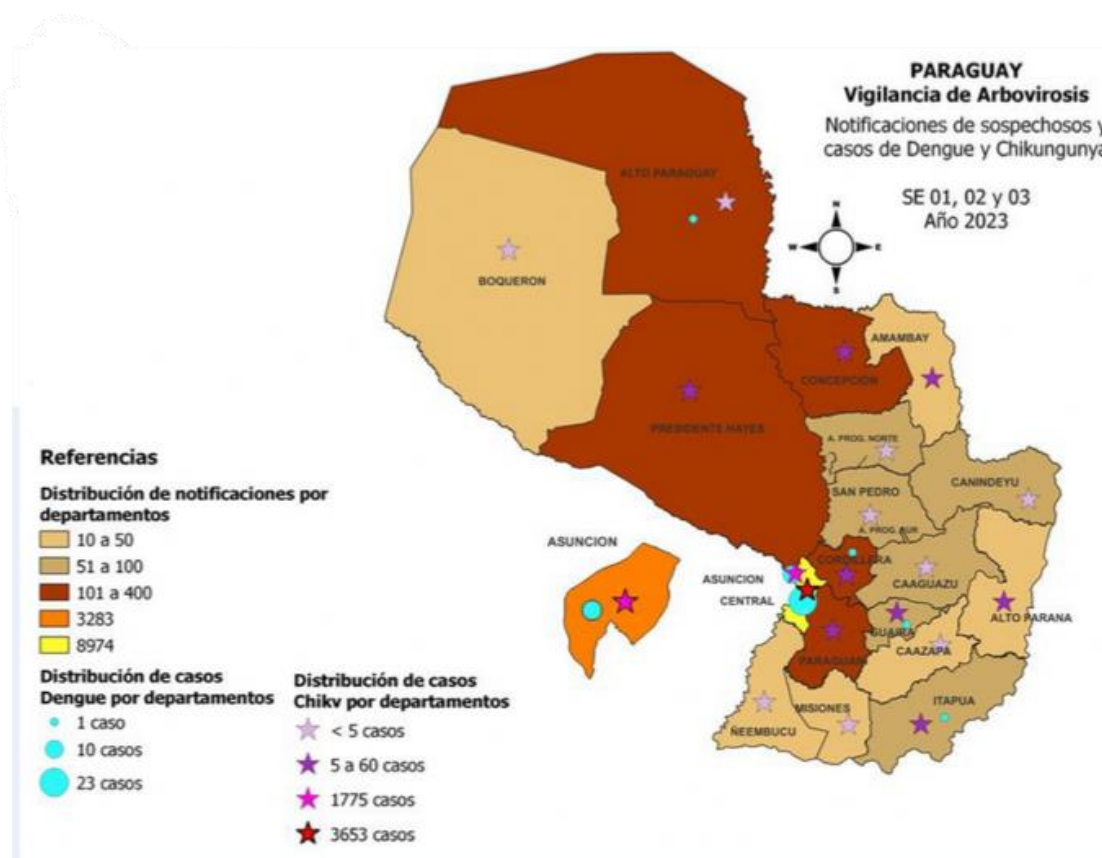 PARAGUAY
Vigilancia de Arbovirosis
Notificaciones de sospechosos y
casos de Dengue y Chikungunya
SE 01, 02 y 03
Año 2023
N
W E
S
ALTO PARAGUAY
BOQUERON
AMAMBAY
CONCEPCION
PRESIDENTE HAYES
A. PROG. NORTE
CANINDEYU
SAN PEDRO
A. PROG. SUR
ASUNCION
CORDILLERA
ASUNCION
CAAGUAZU
CENTRAL
ALTO PARANA
GUAIRA
CAAZAPA
PARAGUARI
ITAPUA
MISIONES
ÑEEMBUCU
Referencias
Distribución de notificaciones por
departamentos
10 a 50
51 a 100
101 a 400
3283
8974
Distribución de casos
Dengue por departamentos
1 caso
10 casos
23 casos
Distribución de casos
Chikv por departamentos
< 5 casos
5 a 60 casos
1775 casos
3653 casos